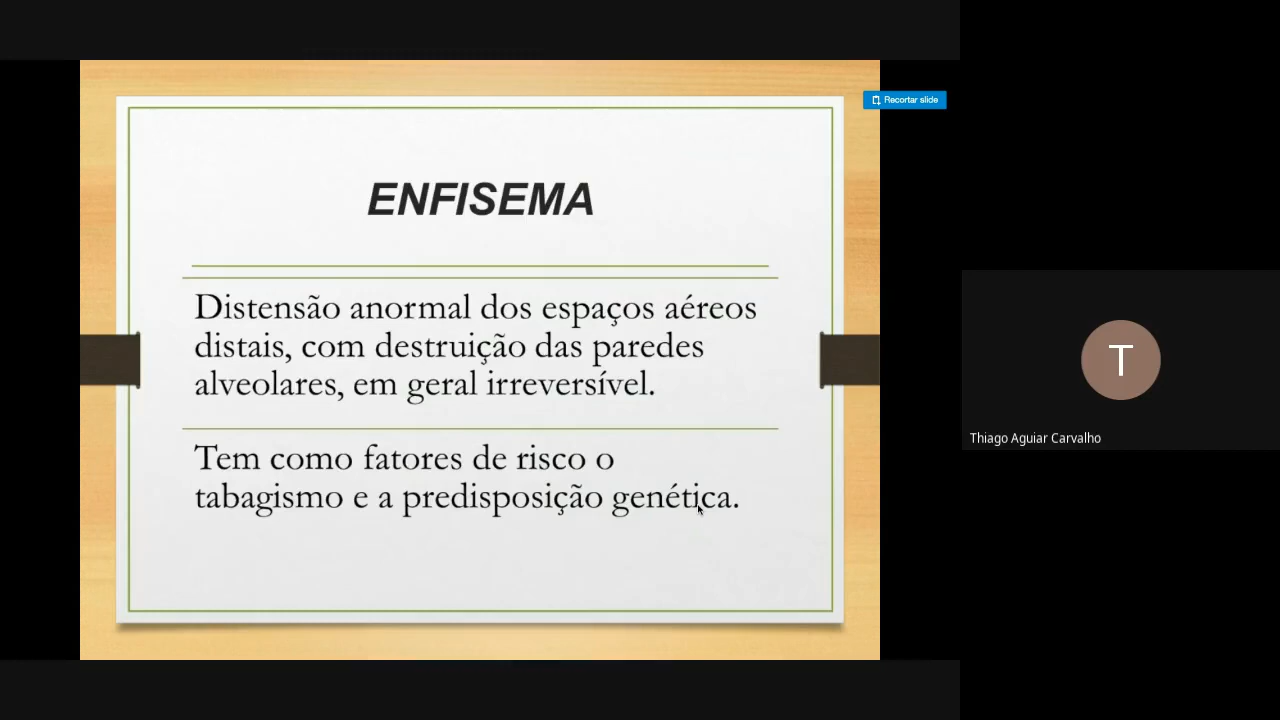 Recortar slide
ENFISEMA
Distensão anormal dos espaços aéreos
distais, com destruição das paredes
alveolares, em geral irreversível.
Tem como fatores de risco o
tabagismo e a predisposição genética.
T
Thiago Aguiar Carvalho